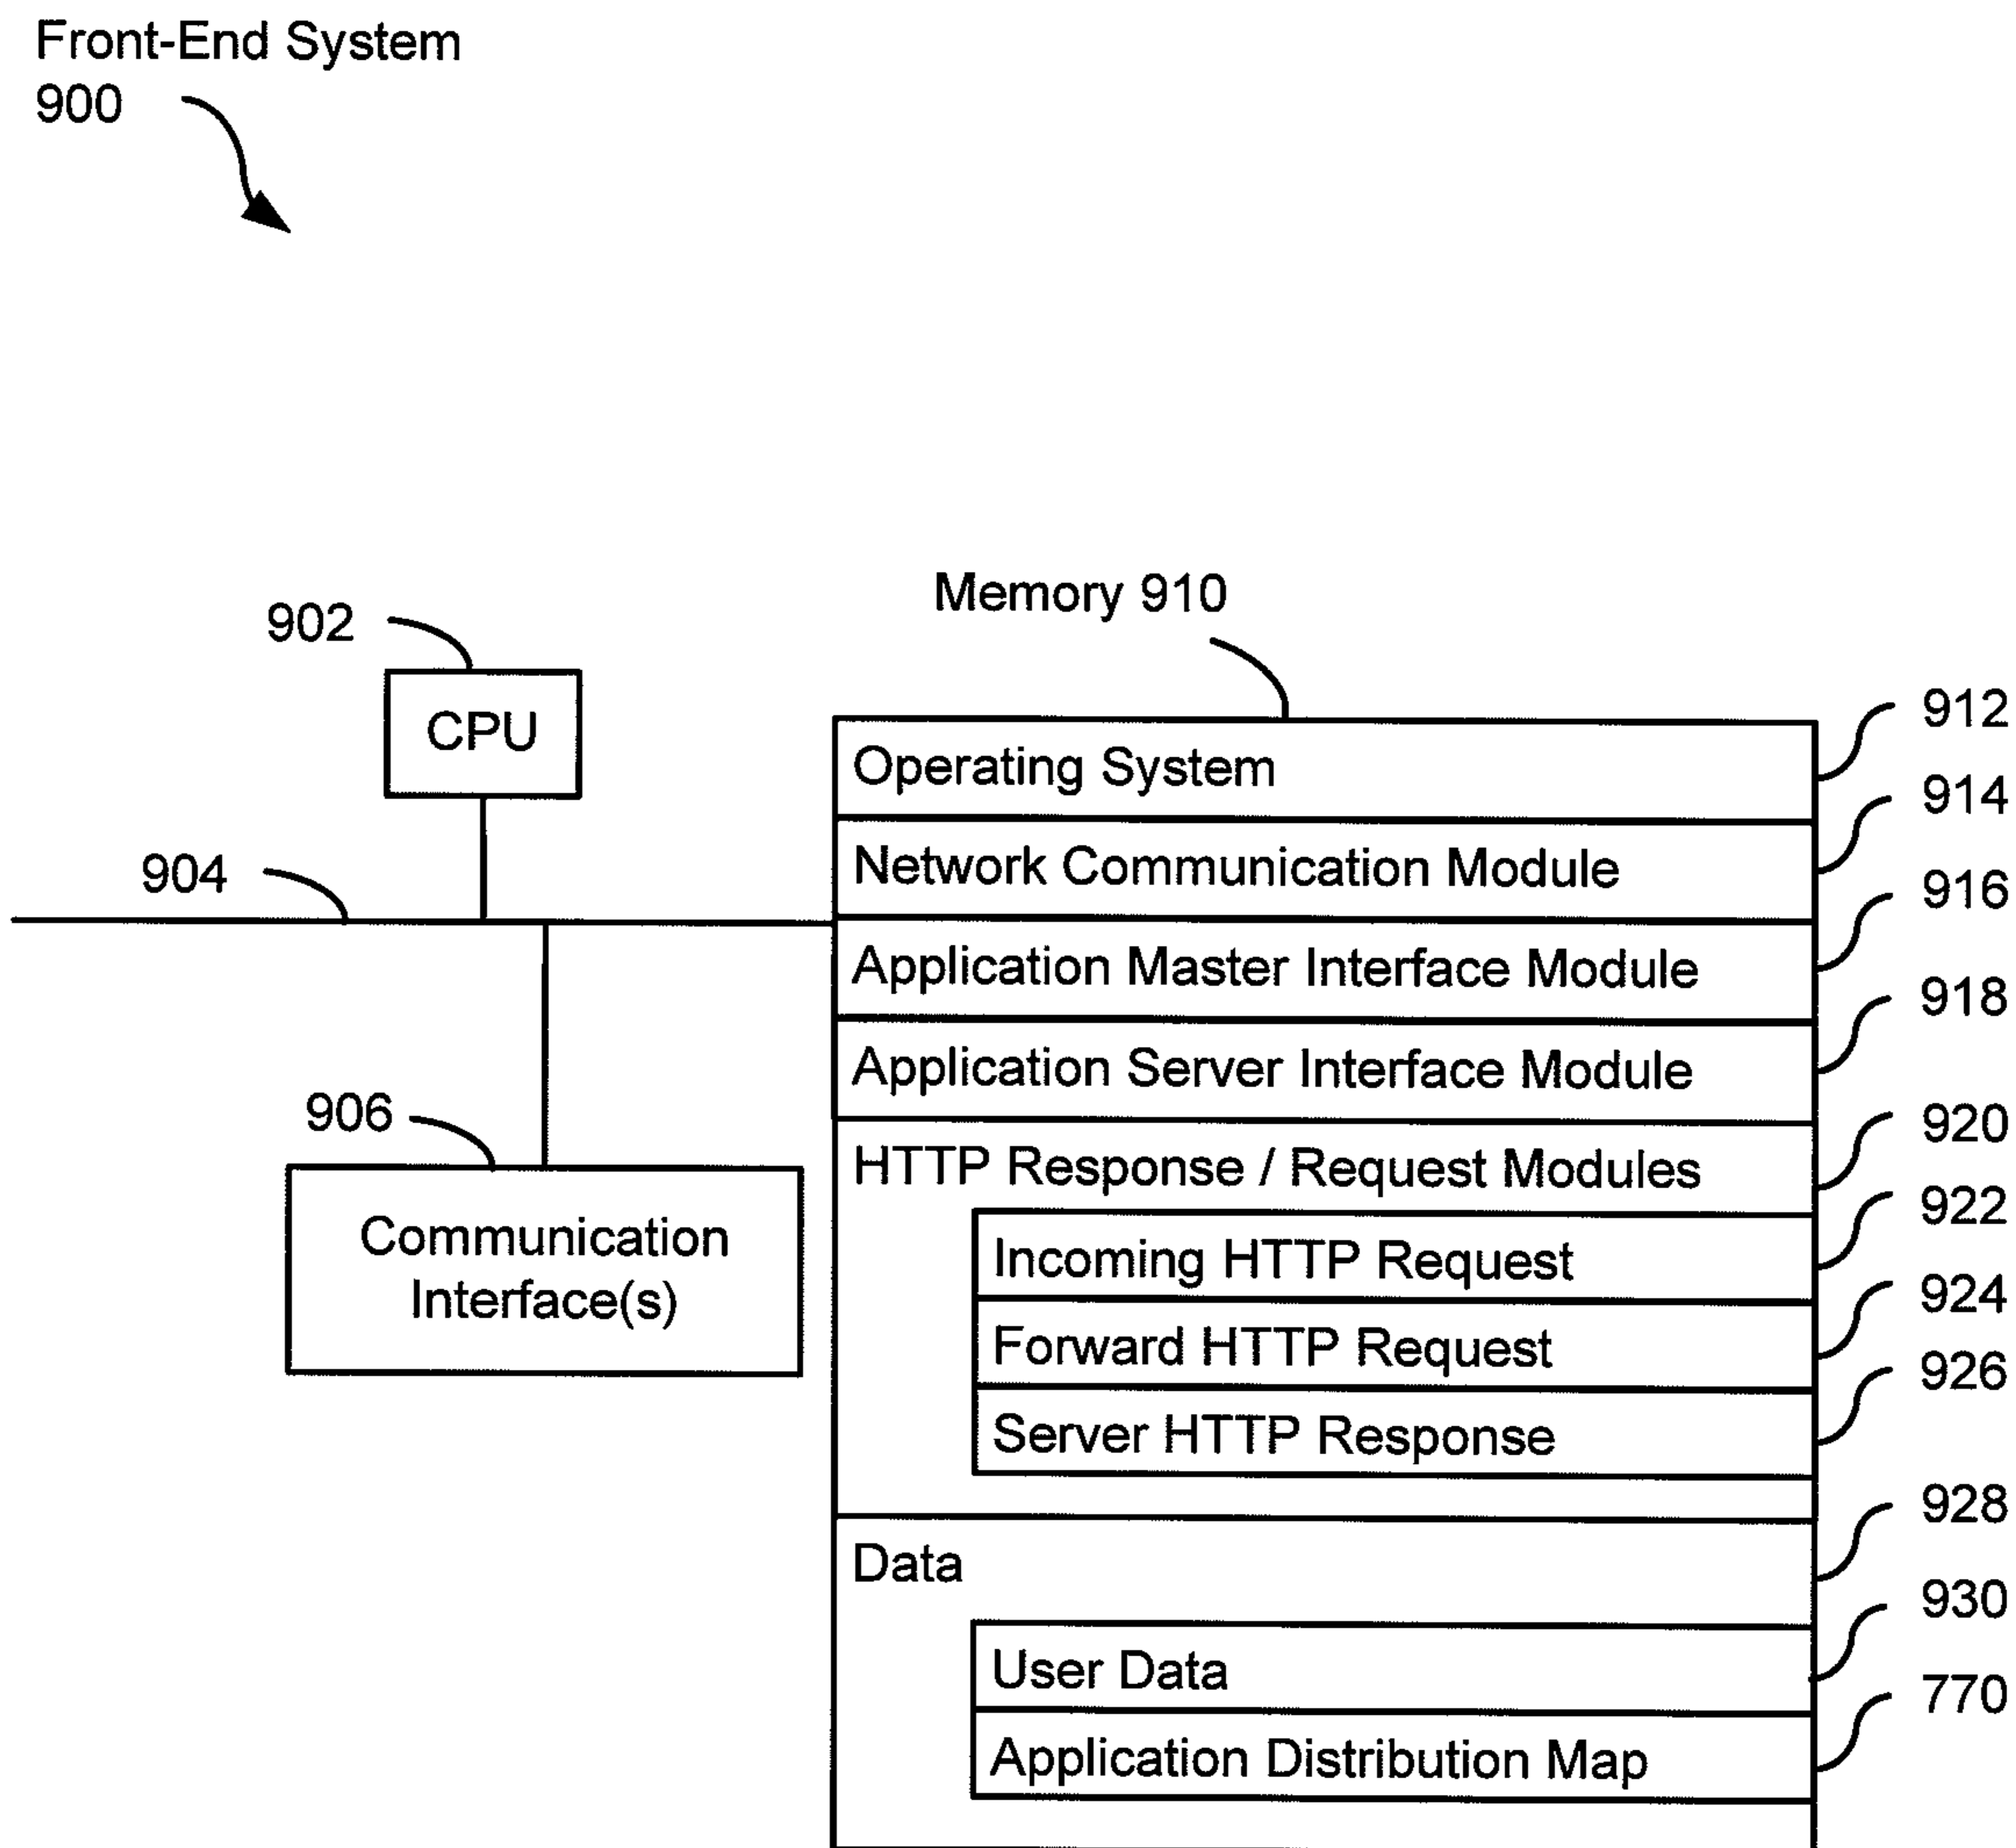 Front-End System
900
Memory 910
902
CPU
904
906
Communication
Interface(s)
Operating System
912
Network Communication Module
914
Application Master Interface Module
916
Application Server Interface Module
918
HTTP Response / Request Modules
920
Incoming HTTP Request
922
Forward HTTP Request
924
Server HTTP Response
926
Data
928
User Data
930
Application Distribution Map
770